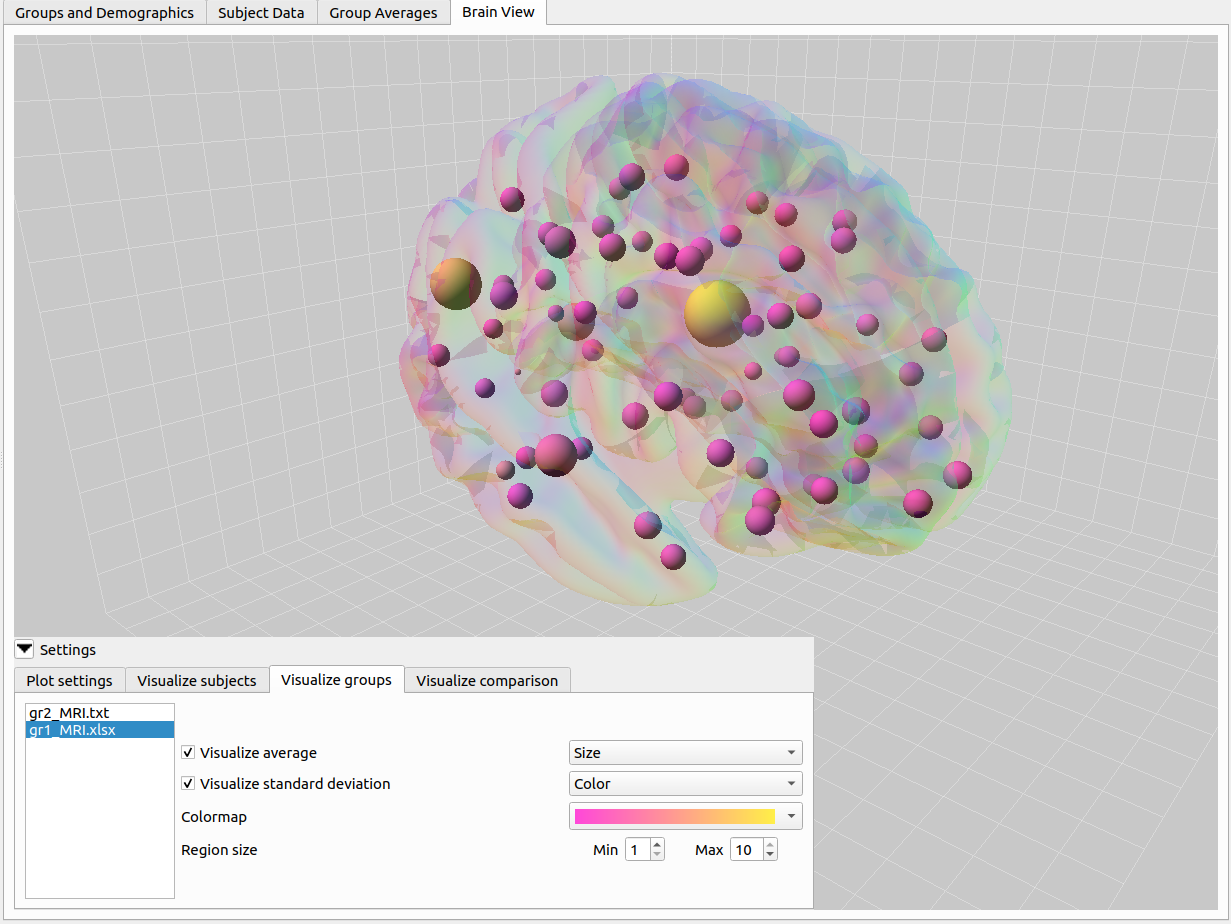 Groups and Demographics Subject Data Group Averages Brain View
Settings
Plot settings Visualize subjects Visualize groups Visualize comparison
gr2_MRI.txt
gr1_MRI.xlsx
Visualize average Size
Visualize standard deviation Color
Colormap
Region size Min 1 Max 10